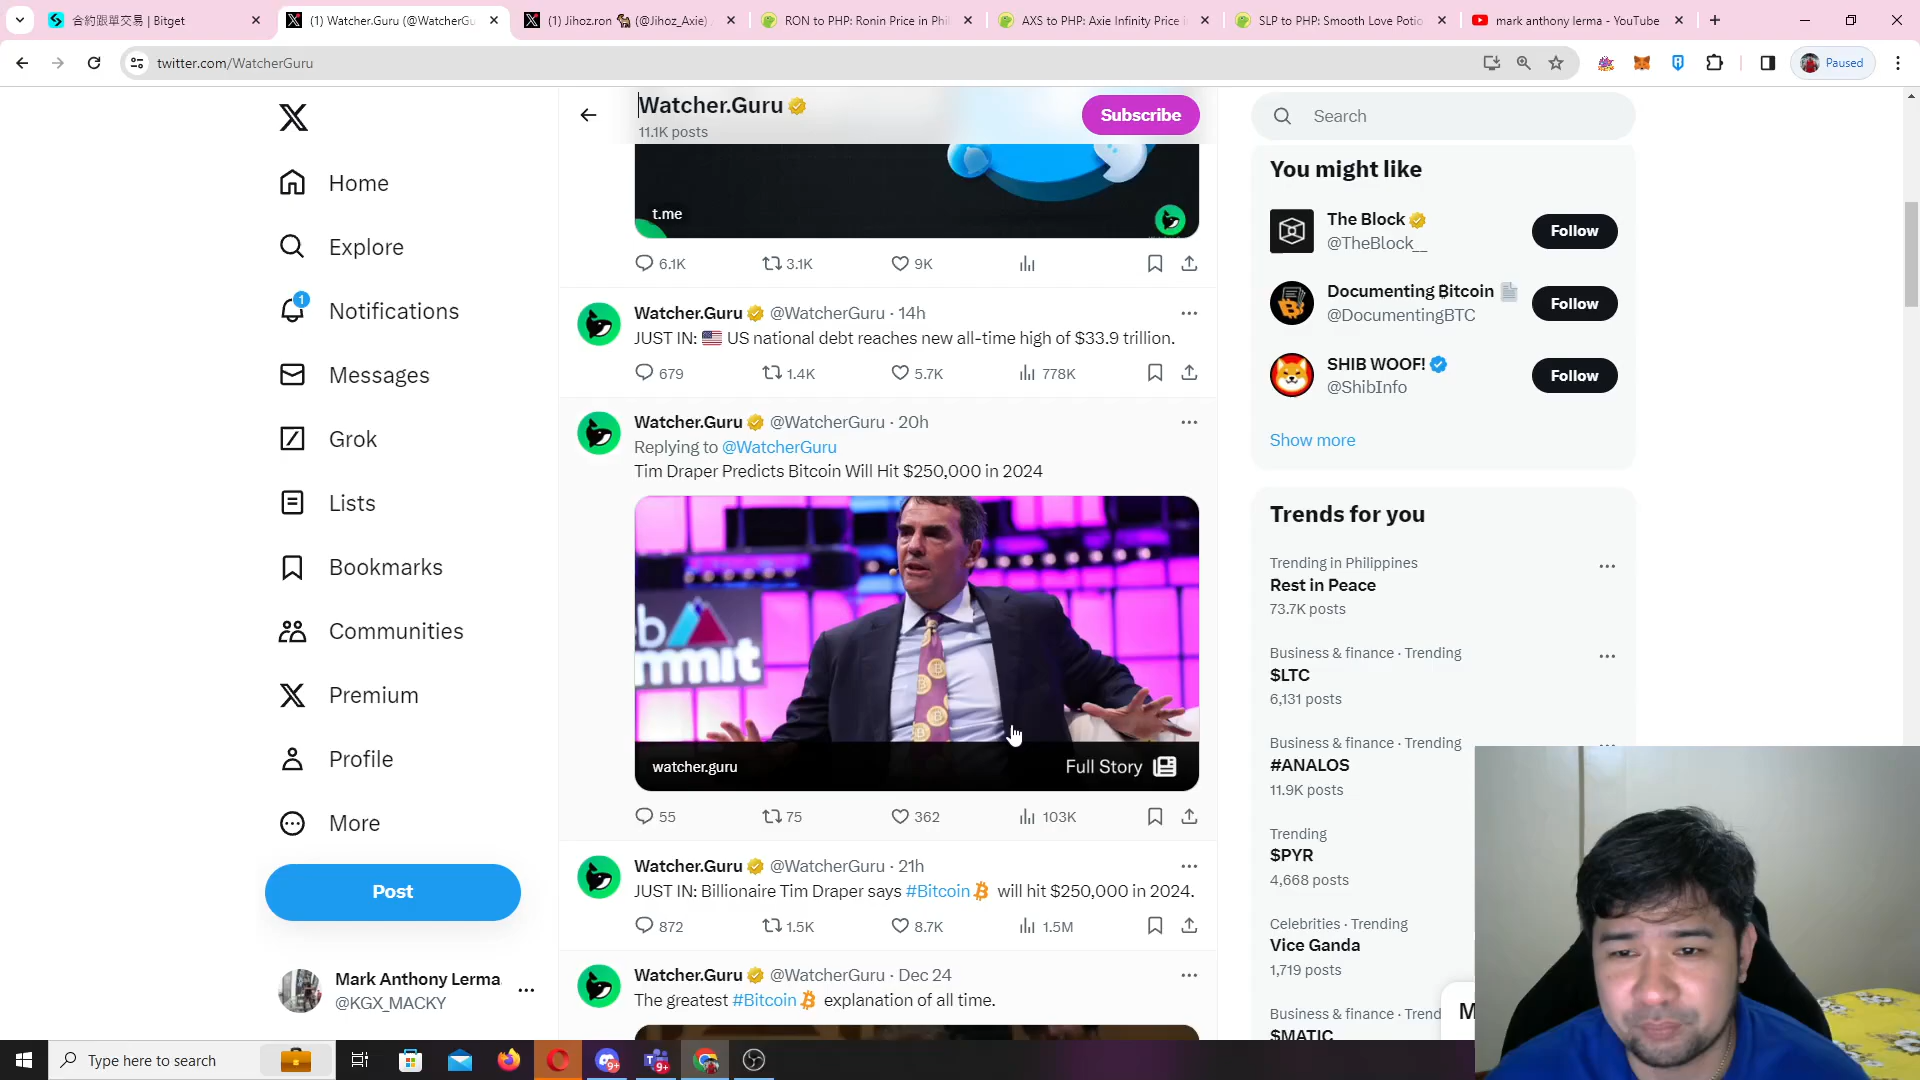 合約跟單交易 | Bitget
(1) Watcher.Guru (@WatcherGu
(1) Jihoz.ron 🐪 (@Jihoz_Axie)
RON to PHP: Ronin Price in Phi
AXS to PHP: Axie Infinity Price i
SLP to PHP: Smooth Love Potio
mark anthony lerma - YouTube
twitter.com/WatcherGuru
Paused
Home
Explore
1
Notifications
Messages
Grok
Lists
Bookmarks
Premium
Profile
More
Post
Mark Anthony Lerma
@KGX_MACKY
Watcher.Guru
11.1K posts
Subscribe
t.me
6.1K 3.1K 9K
Watcher.Guru @WatcherGuru · 14h
JUST IN: 🇺🇸 US national debt reaches new all-time high of $33.9 trillion.
679 1.4K 5.7K 778K
Watcher.Guru @WatcherGuru · 20h
Replying to @WatcherGuru
Tim Draper Predicts Bitcoin Will Hit $250,000 in 2024
mmit
watcher.guru
Full Story
55 75 362 103K
Watcher.Guru @WatcherGuru · 21h
JUST IN: Billionaire Tim Draper says #Bitcoin will hit $250,000 in 2024.
872 1.5K 8.7K 1.5M
Watcher.Guru @WatcherGuru · Dec 24
The greatest #Bitcoin explanation of all time.
Search
You might like
The Block
@TheBlock__
Follow
Documenting ₿itcoin 📄
@DocumentingBTC
Follow
SHIB WOOF!
@ShibInfo
Follow
Show more
Trends for you
Trending in Philippines
Rest in Peace
73.7K posts
Business & finance · Trending
$LTC
6,131 posts
Business & finance · Trending
#ANALOS
11.9K posts
Trending
$PYR
4,668 posts
Celebrities · Trending
Vice Ganda
1,719 posts
Business & finance · Trend
$MATIC
M
Type here to search
9+
9+